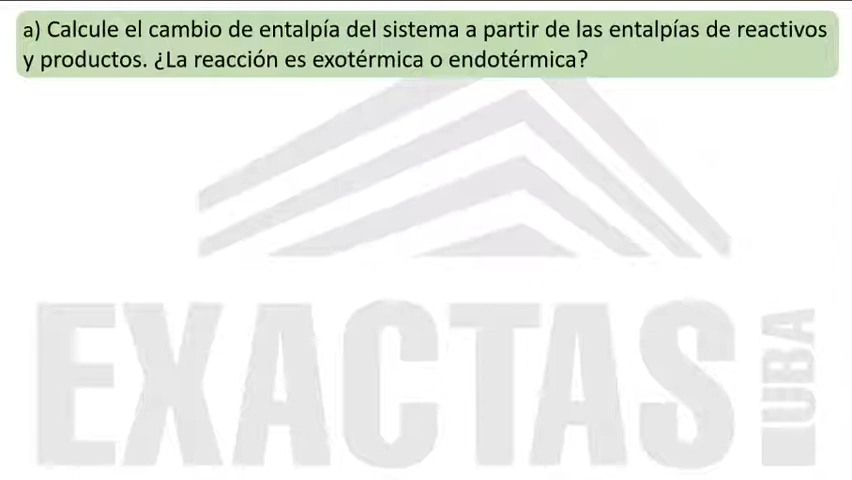 a) Calcule el cambio de entalpía del sistema a partir de las entalpías de reactivos
y productos. ¿La reacción es exotérmica o endotérmica?
EXACTAS
UBA